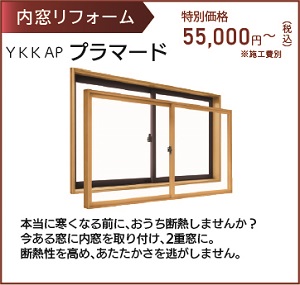 内窓リフォーム
特別価格
55,000円～(税込)
※施工費別
YKK AP プラマード
本当に寒くなる前に、おうち断熱しませんか?
今ある窓に内窓を取り付け、2重窓に。
断熱性を高め、あたたかさを逃がしません。